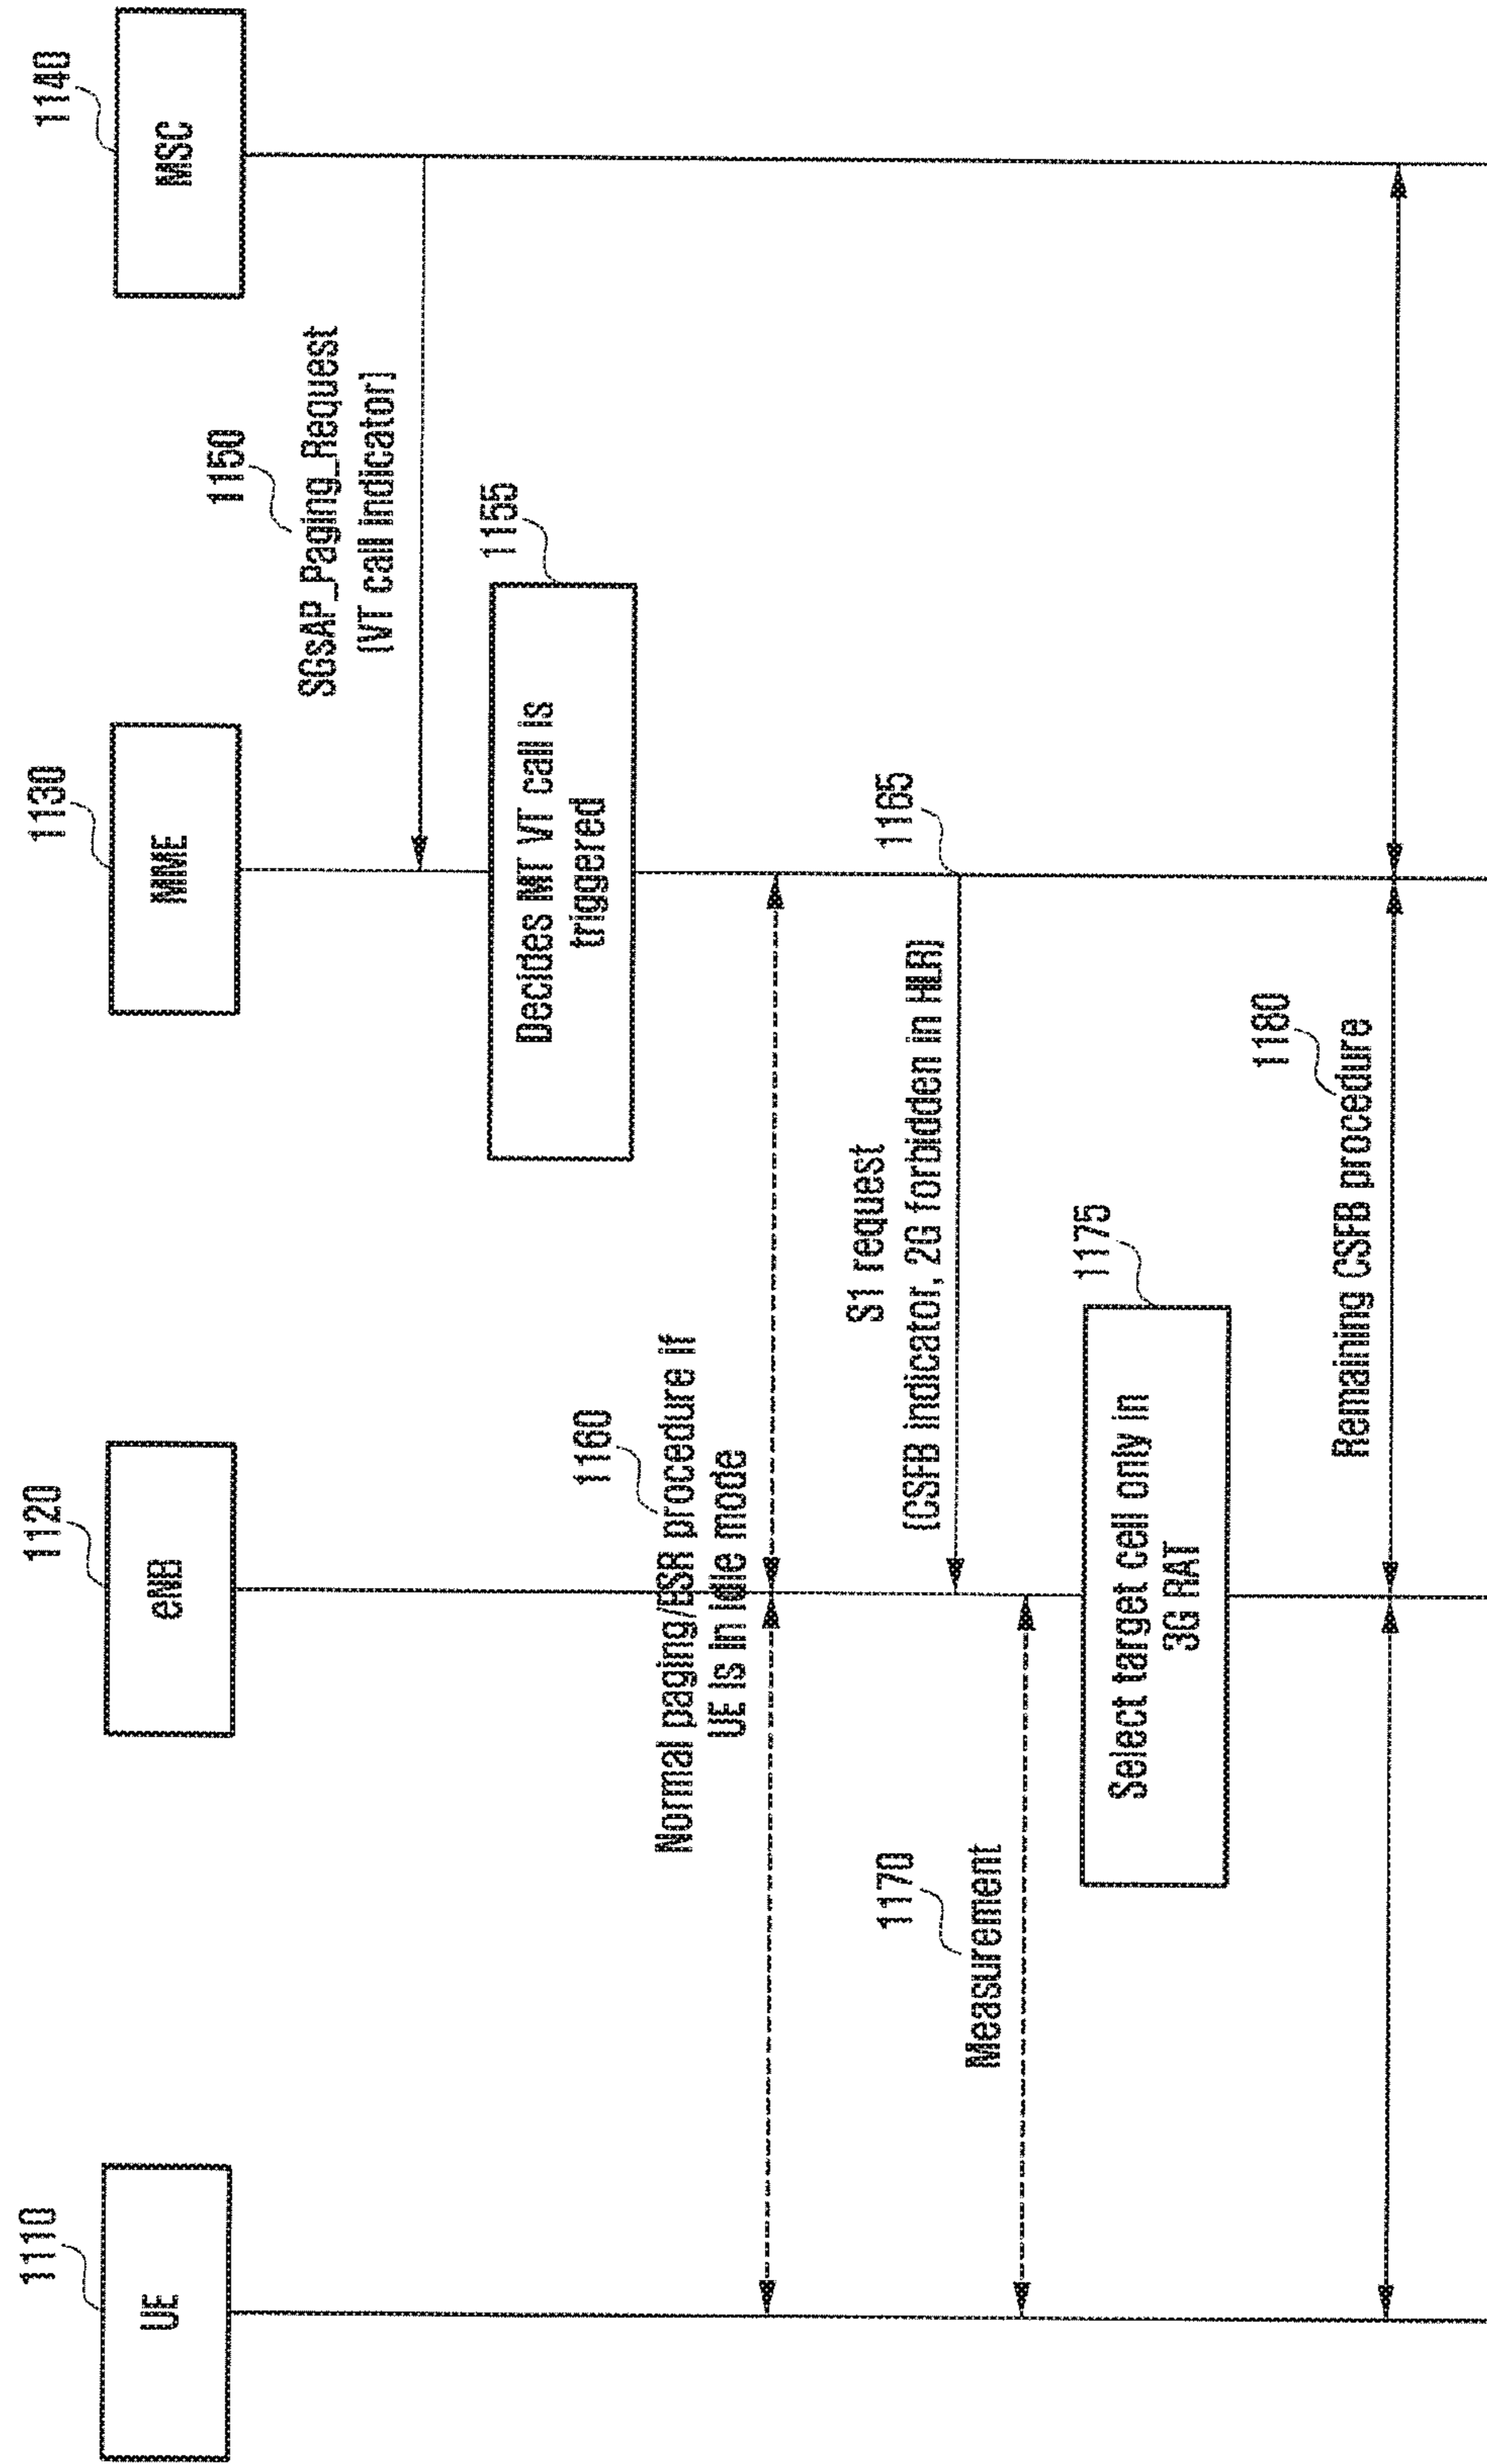 1110
UE
1120
eNB
1130
MME
1140
MSC
1150
SGsAP_Paging_Request
(VT call indicator)
1155
Decides MT VT call is
triggered
1160
Normal paging/ESR procedure if
UE is in idle mode
1165
S1 request
(CSFB indicator, 2G forbidden in HLR)
1170
Measurement
1175
Select target cell only in
3G RAT
1180
Remaining CSFB procedure